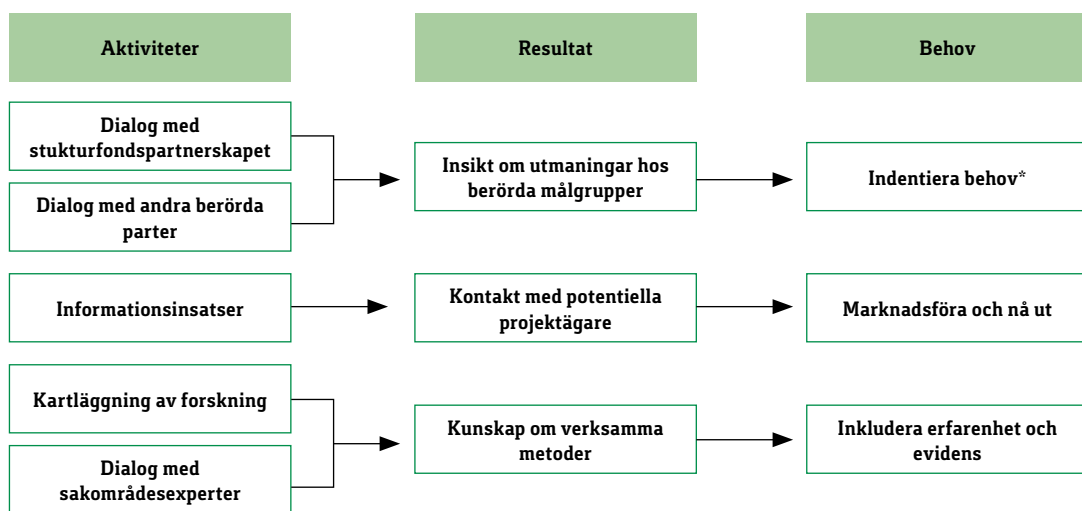 Aktiviteter
Resultat
Behov
Dialog med
stukturfondspartnerskapet
Dialog med andra berörda
parter
Insikt om utmaningar hos
berörda målgrupper
Indentiera behov*
Informationsinsatser
Kontakt med potentiella
projektägare
Marknadsföra och nå ut
Kartläggning av forskning
Dialog med
sakområdesexperter
Kunskap om verksamma
metoder
Inkludera erfarenhet och
evidens